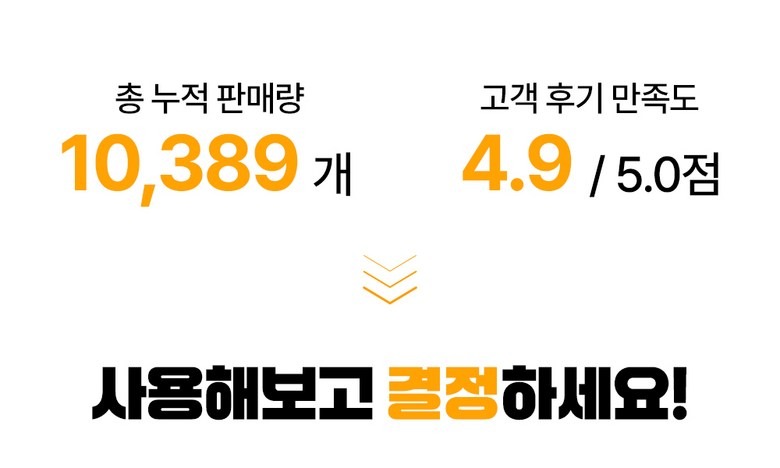 총 누적 판매량
10,389 개
고객 후기 만족도
4.9 / 5.0점
사용해보고 결정하세요!